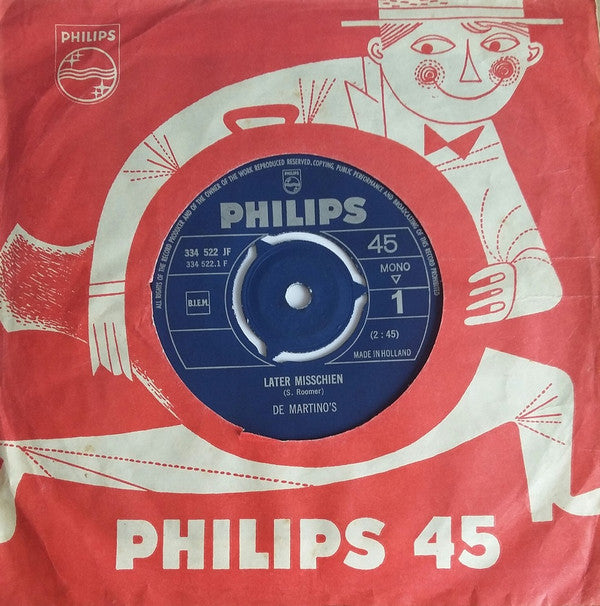 PHILIPS
ALL RIGHTS OF THE RECORD PRODUCER AND OF THE OWNER OF THE WORK REPRODUCED RESERVED. COPYING, PUBLIC PERFORMANCE AND BROADCASTING OF THIS RECORD PROHIBITED
PHILIPS
PHILIPS
334 522 JF
334 522.1 F
45
MONO
1
B.I.E.M.
(2 : 45)
MADE IN HOLLAND
LATER MISSCHIEN
(S. Roomer)
DE MARTINO'S
PHILIPS 45